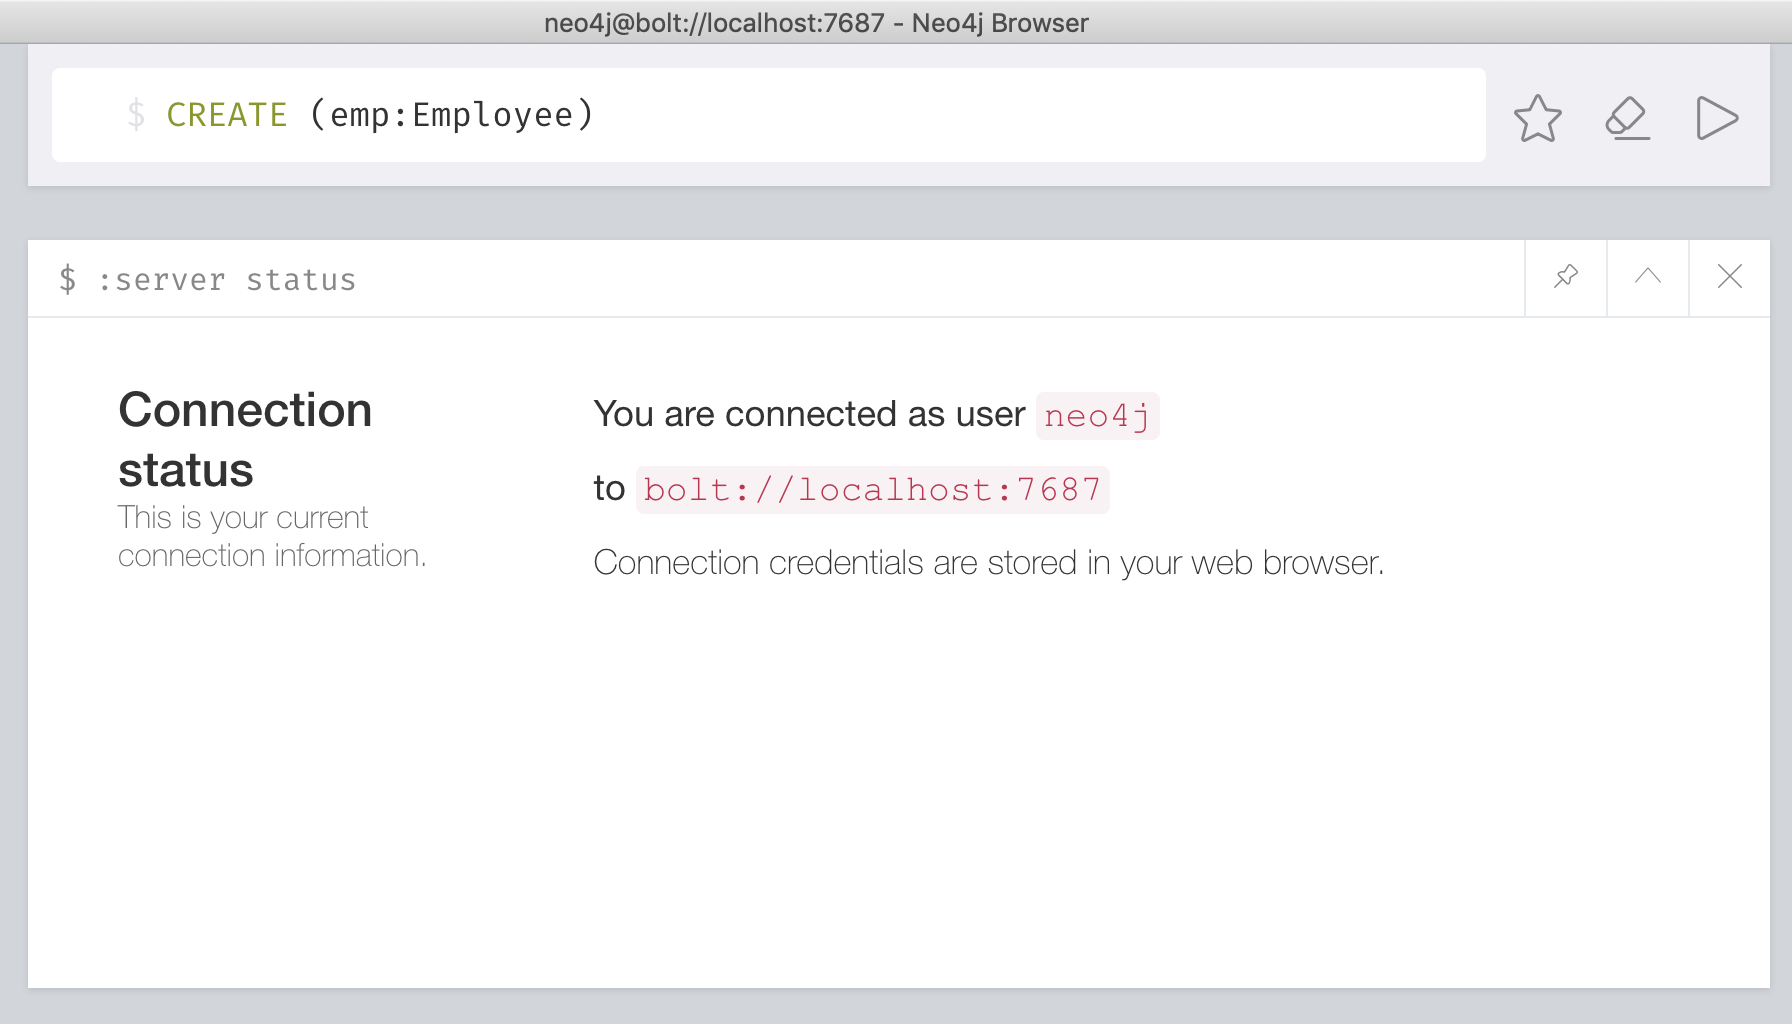 neo4j@bolt://localhost:7687 - Neo4j Browser
$ CREATE (emp:Employee)
$ :server status
Connection
status
This is your current
connection information.
You are connected as user neo4j
to bolt://localhost:7687
Connection credentials are stored in your web browser.